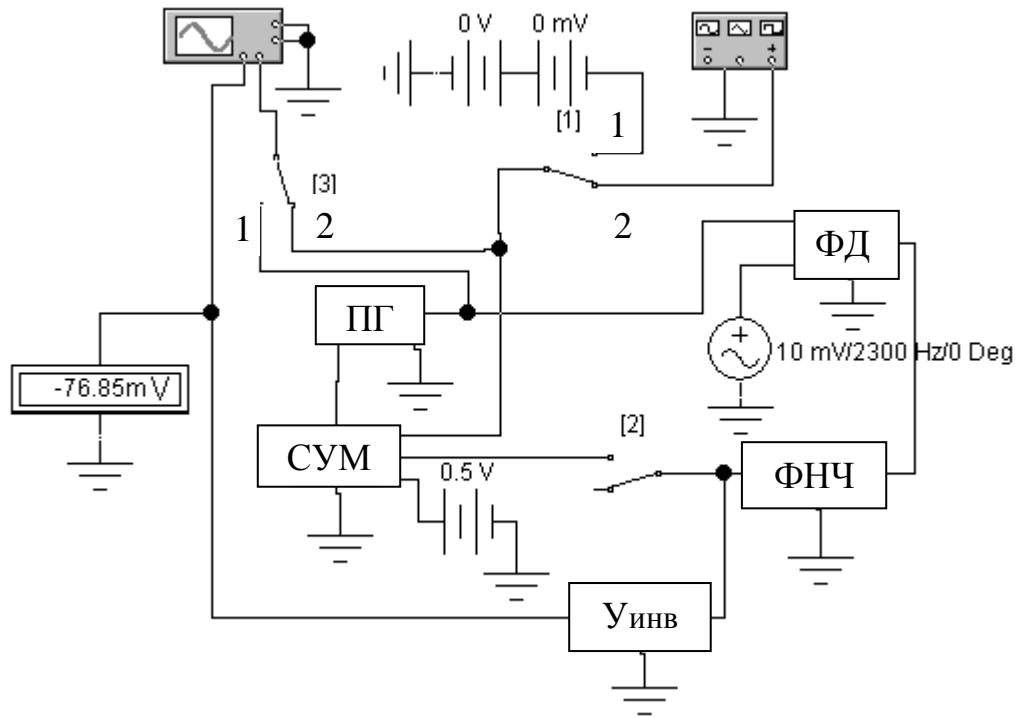 0 V 0 mV
[1]
1
[3]
1 2
2
ФД
ПГ
10 mV/2300 Hz/0 Deg
-76.85mV
[2]
СУМ
0.5 V
ФНЧ
Уинв